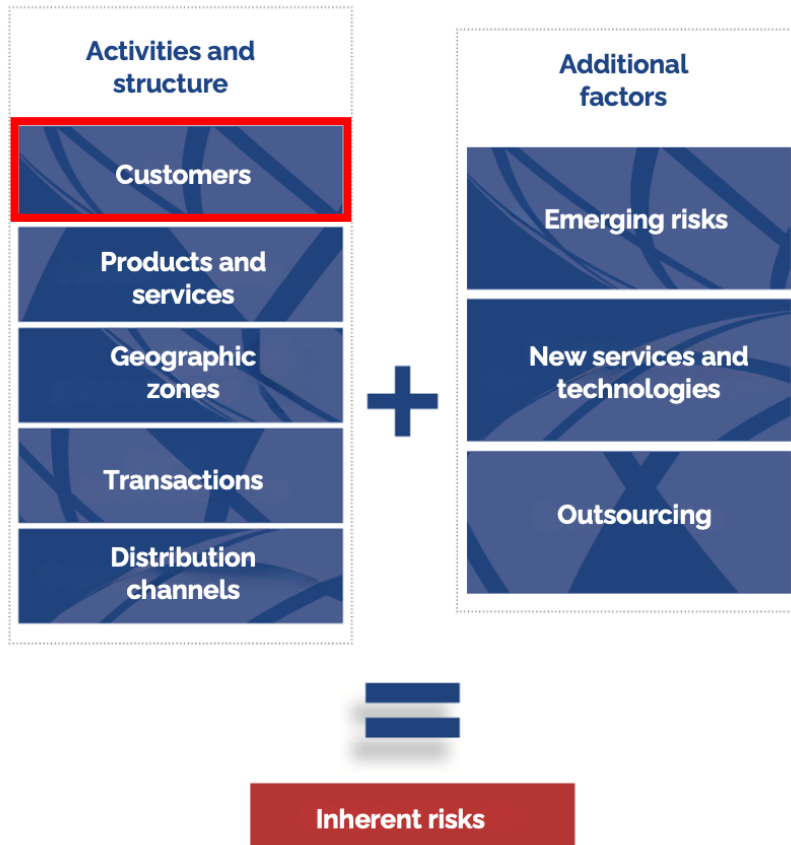 Activities and
structure
Customers
Products and
services
Geographic
zones
Transactions
Distribution
channels
+
Additional
factors
Emerging risks
New services and
technologies
Outsourcing
=
Inherent risks